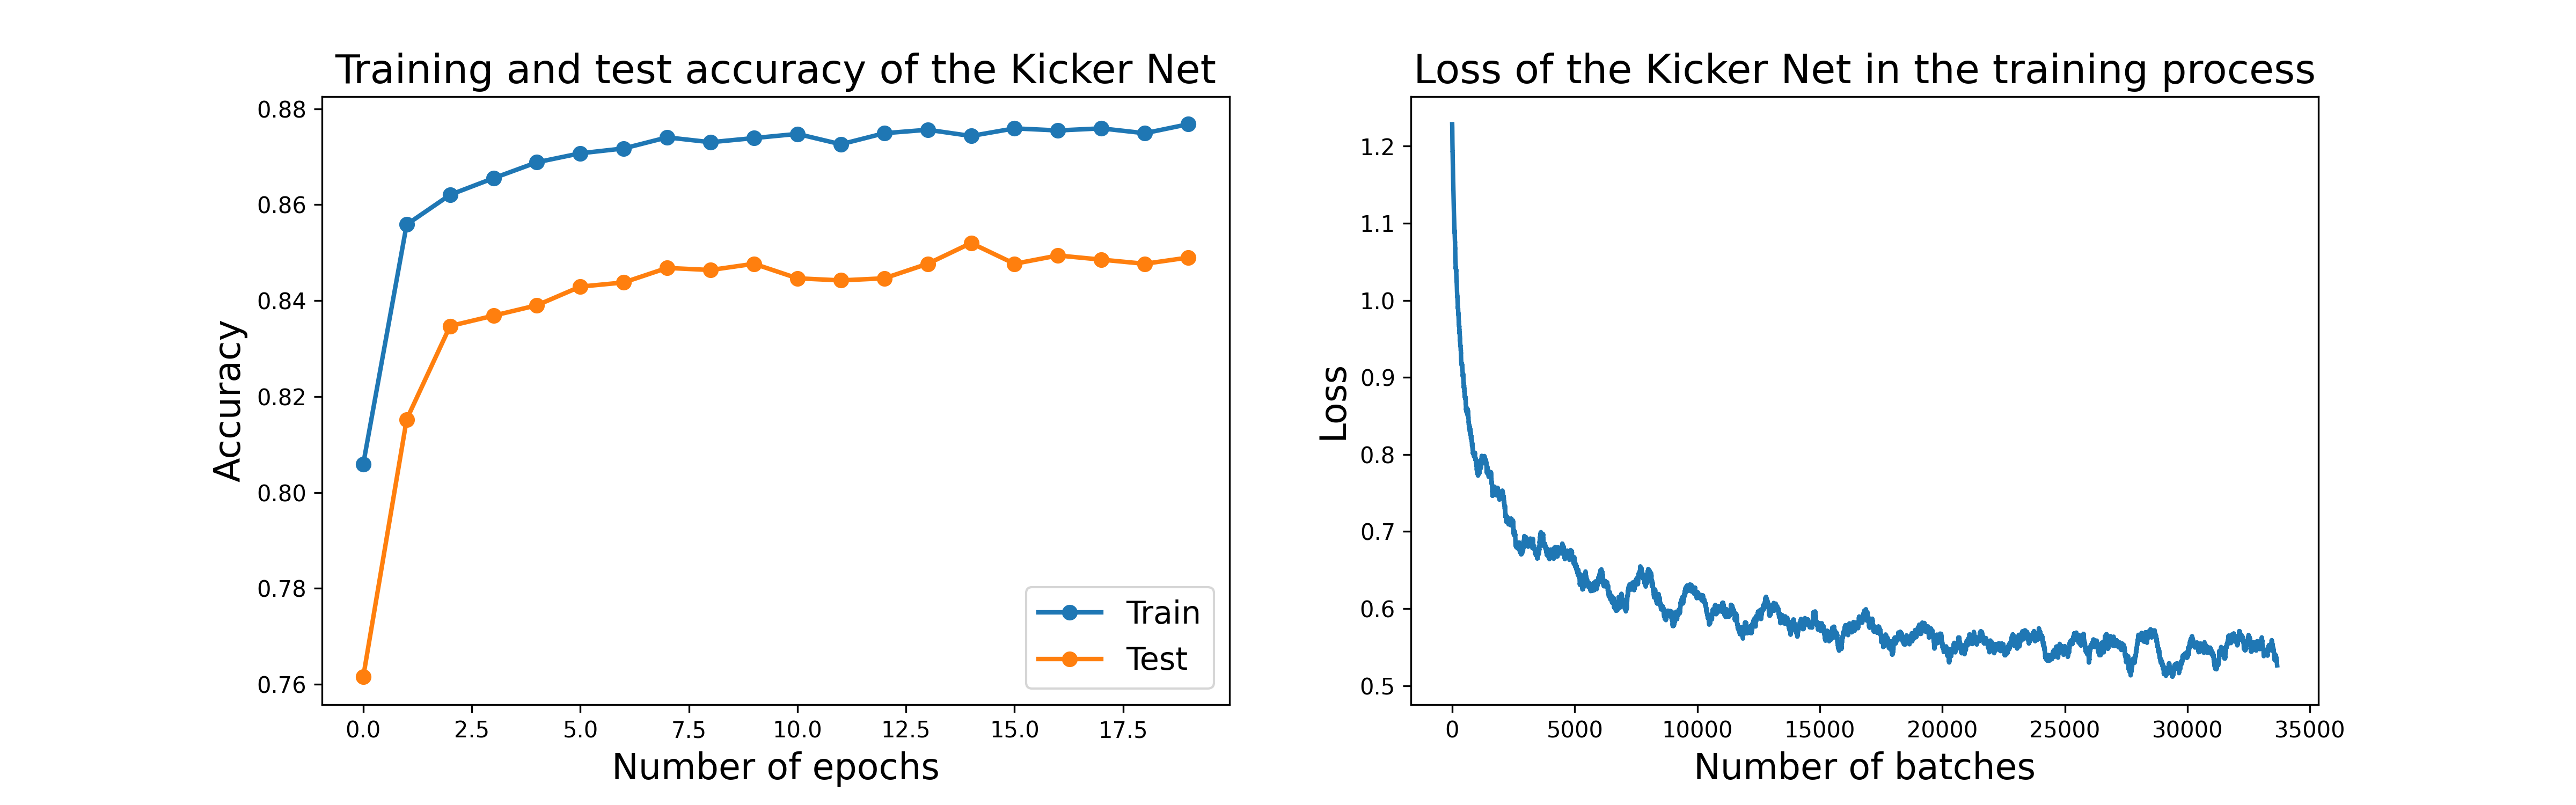 Training and test accuracy of the Kicker Net
0.88
0.86
0.84
0.82
0.80
0.78
0.76
Accuracy
Train
Test
0.0 2.5 5.0 7.5 10.0 12.5 15.0 17.5
Number of epochs
Loss of the Kicker Net in the training process
1.2
1.1
1.0
0.9
0.8
0.7
0.6
0.5
Loss
0 5000 10000 15000 20000 25000 30000 35000
Number of batches